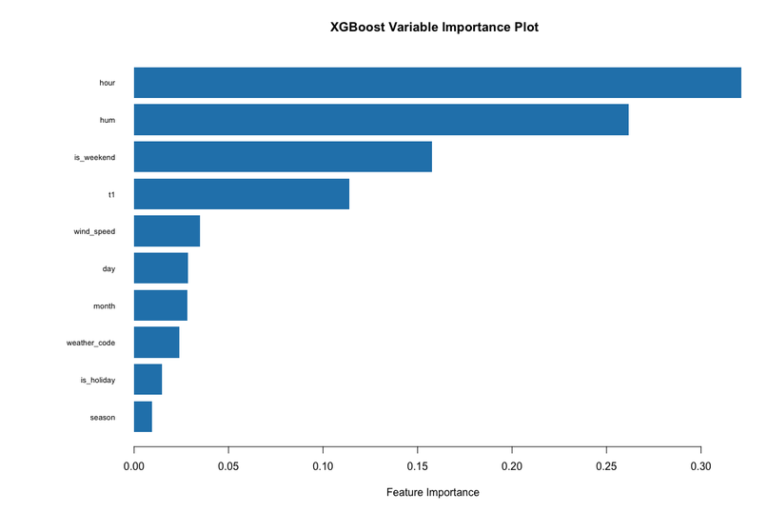 XGBoost Variable Importance Plot
hour
hum
is_weekend
t1
wind_speed
day
month
weather_code
is_holiday
season
0.00 0.05 0.10 0.15 0.20 0.25 0.30
Feature Importance